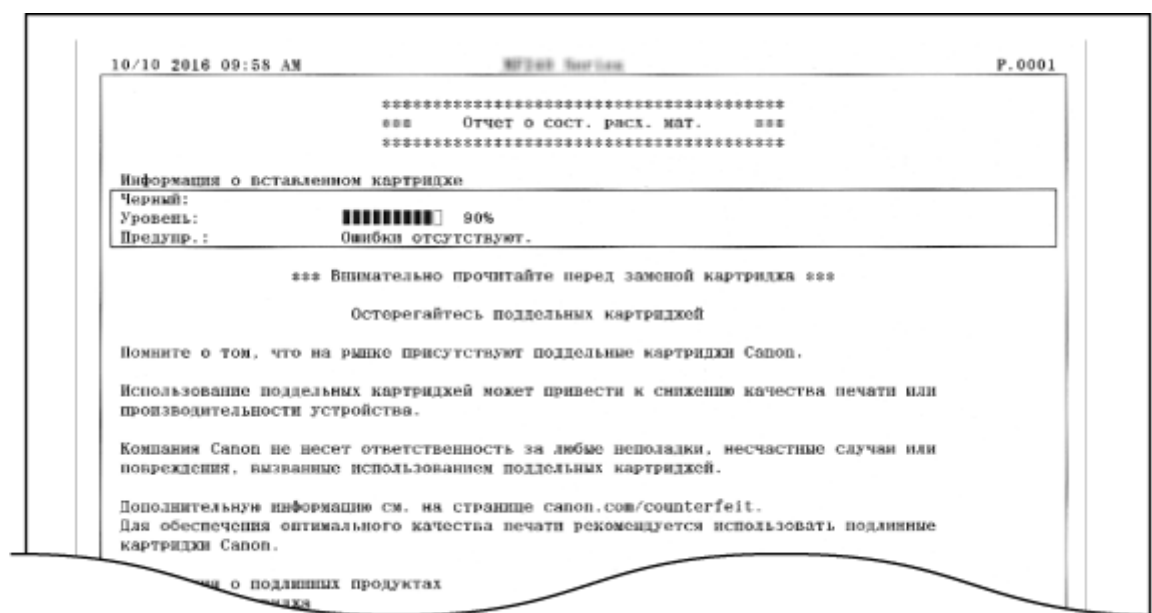 10/10 2016 09:58 AM P.0001
****************************************
*** Отчет о сост. расх. мат. ***
****************************************
Информация о вставленном картридже
Черный:
Уровень: 90%
Предупр.: Ошибки отсутствуют.
*** Внимательно прочитайте перед заменой картриджа ***
Остерегайтесь поддельных картриджей
Помните о том, что на рынке присутствуют поддельные картриджи Canon.
Использование поддельных картриджей может привести к снижению качества печати или
производительности устройства.
Компания Canon не несет ответственность за любые неполадки, несчастные случаи или
повреждения, вызванные использованием поддельных картриджей.
Дополнительную информацию см. на странице canon.com/counterfeit.
Для обеспечения оптимального качества печати рекомендуется использовать подлинные
картриджи Canon.
о подлинных продуктах